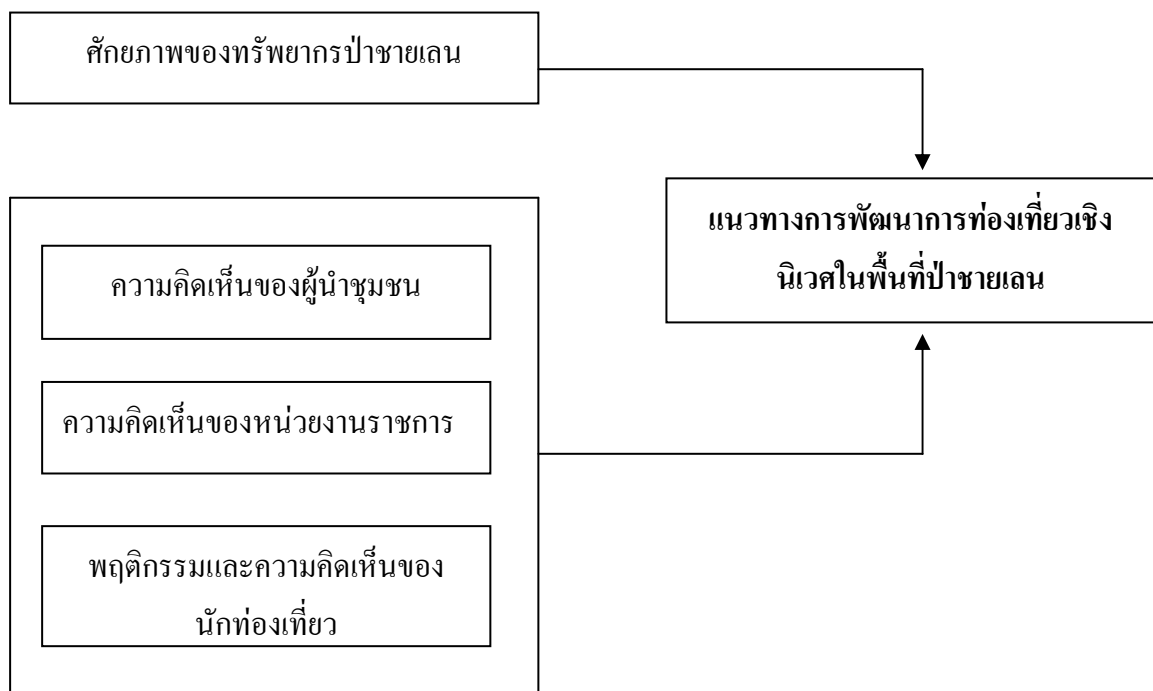 ศักยภาพของทรัพยากรป่าชายเลน
แนวทางการพัฒนาการท่องเที่ยวเชิง
นิเวศในพื้นที่ป่าชายเลน
ความคิดเห็นของผู้นำชุมชน
ความคิดเห็นของหน่วยงานราชการ
พฤติกรรมและความคิดเห็นของ
นักท่องเที่ยว